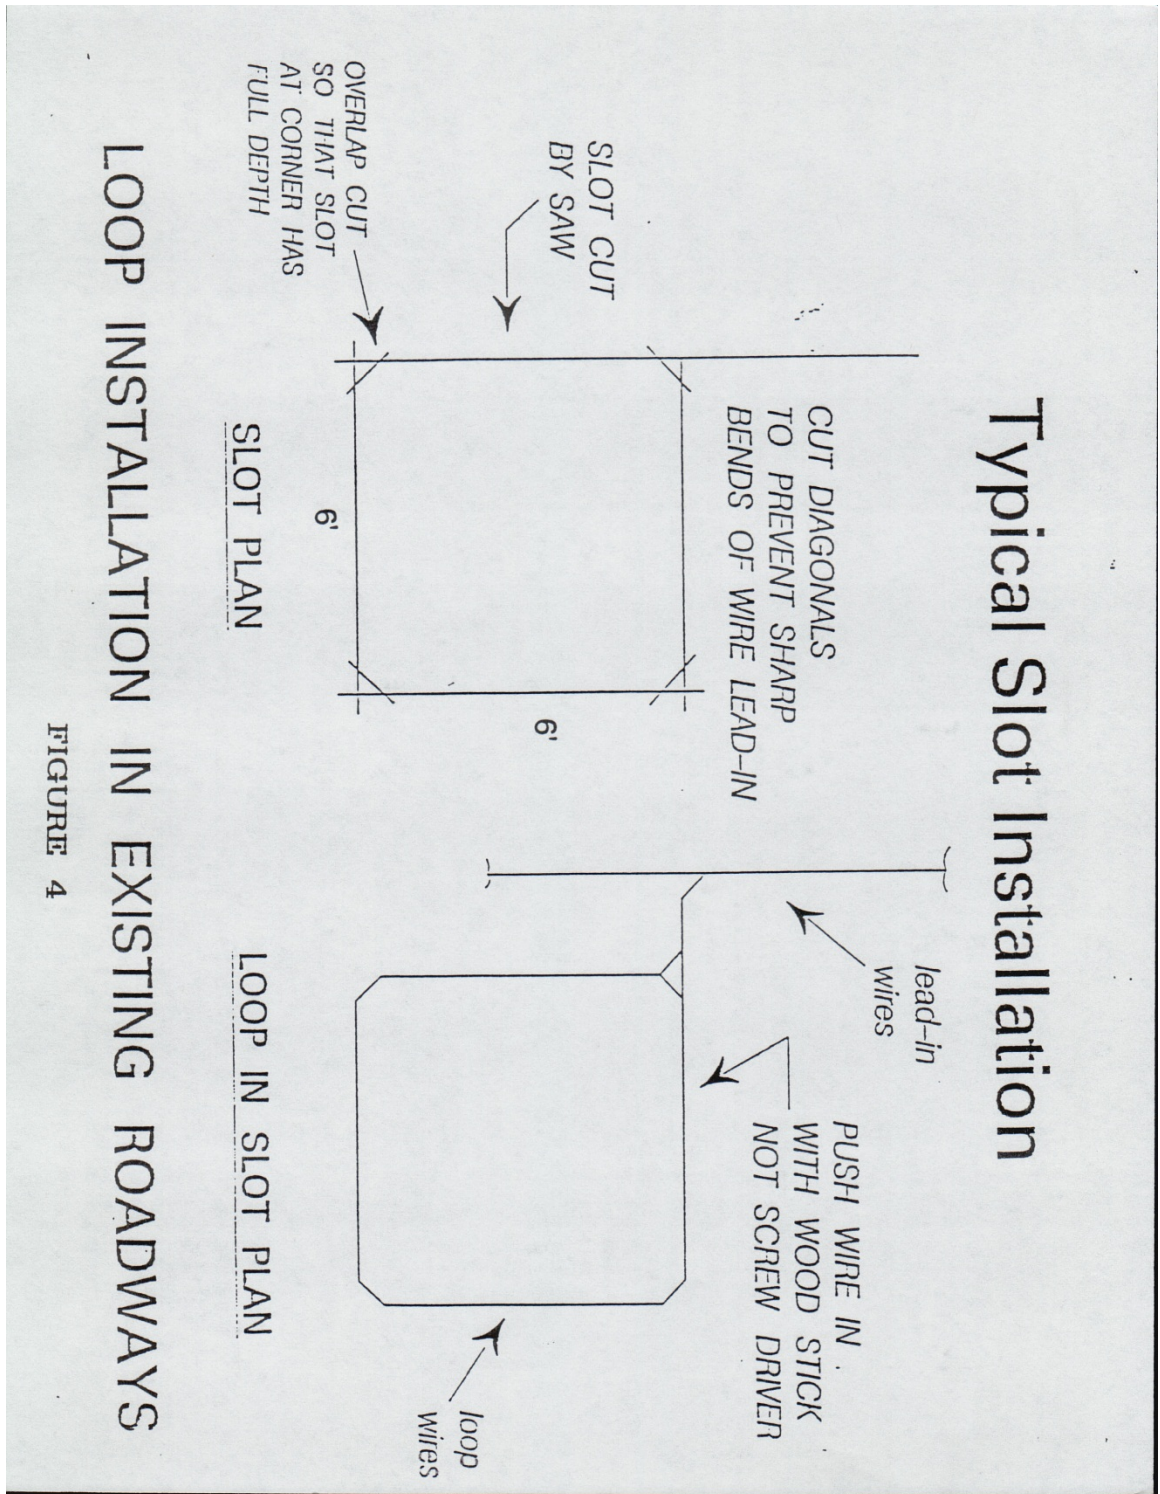 Typical Slot Installation
CUT DIAGONALS
TO PREVENT SHARP
BENDS OF WIRE LEAD-IN
SLOT CUT
BY SAW
OVERLAP CUT
SO THAT SLOT
AT CORNER HAS
FULL DEPTH
6'
6'
SLOT PLAN
lead-in
wires
PUSH WIRE IN
WITH WOOD STICK
NOT SCREW DRIVER
loop
wires
LOOP IN SLOT PLAN
LOOP INSTALLATION IN EXISTING ROADWAYS
FIGURE 4